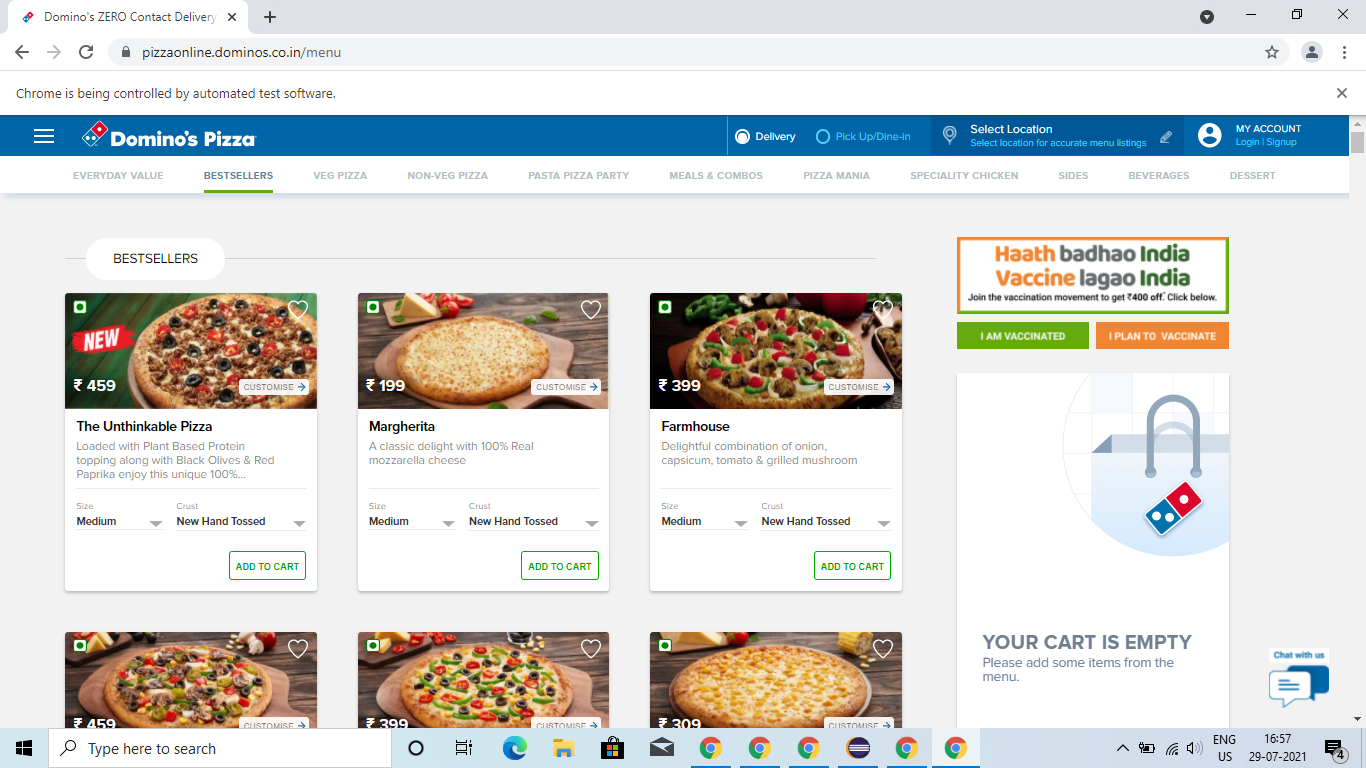 Domino's ZERO Contact Delivery
pizzaonline.dominos.co.in/menu
Chrome is being controlled by automated test software.
Domino's Pizza
Delivery
Pick Up/Dine-in
Select Location
Select location for accurate menu listings
MY ACCOUNT
Login | Signup
EVERYDAY VALUE
BESTSELLERS
VEG PIZZA
NON-VEG PIZZA
PASTA PIZZA PARTY
MEALS & COMBOS
PIZZA MANIA
SPECIALITY CHICKEN
SIDES
BEVERAGES
DESSERT
BESTSELLERS
NEW
₹ 459
CUSTOMISE
The Unthinkable Pizza
Loaded with Plant Based Protein
topping along with Black Olives & Red
Paprika enjoy this unique 100%...
Size
Crust
Medium
New Hand Tossed
ADD TO CART
₹ 199
CUSTOMISE
Margherita
A classic delight with 100% Real
mozzarella cheese
Size
Crust
Medium
New Hand Tossed
ADD TO CART
₹ 399
CUSTOMISE
Farmhouse
Delightful combination of onion,
capsicum, tomato & grilled mushroom
Size
Crust
Medium
New Hand Tossed
ADD TO CART
₹ 459
CUSTOMISE
₹ 399
CUSTOMISE
₹ 309
CUSTOMISE
Haath badhao India
Vaccine lagao India
Join the vaccination movement to get ₹400 off.* Click below.
I AM VACCINATED
I PLAN TO VACCINATE
YOUR CART IS EMPTY
Please add some items from the
menu.
Chat with us
Type here to search
ENG
US
16:57
29-07-2021
4